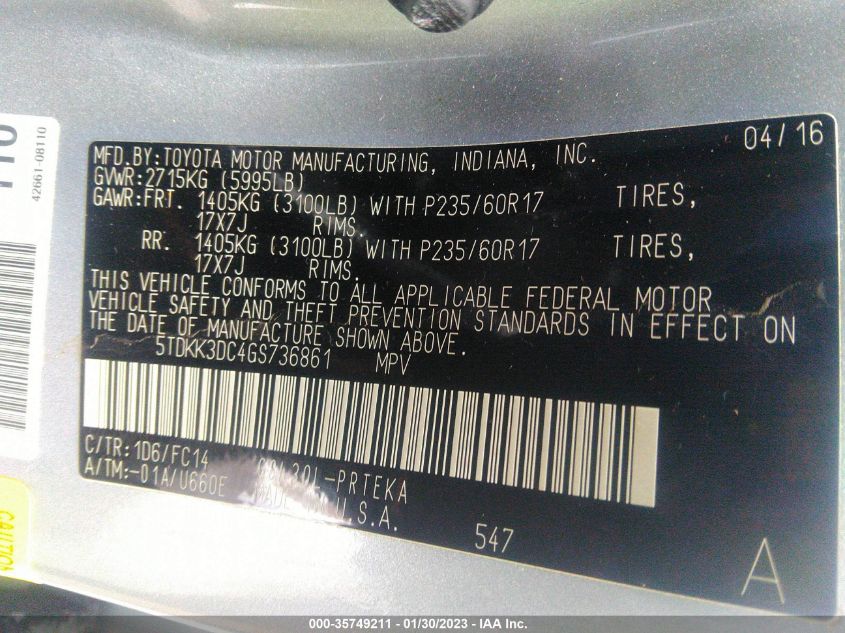 42661-08110
04/16
MFD.BY:TOYOTA MOTOR MANUFACTURING, INDIANA, INC.
GVWR:2715KG (5995LB)
GAWR:FRT. 1405KG (3100LB) WITH P235/60R17 TIRES,
17X7J RIMS.
RR. 1405KG (3100LB) WITH P235/60R17 TIRES,
17X7J RIMS.
THIS VEHICLE CONFORMS TO ALL APPLICABLE FEDERAL MOTOR
VEHICLE SAFETY AND THEFT PREVENTION STANDARDS IN EFFECT ON
THE DATE OF MANUFACTURE SHOWN ABOVE.
5TDKK3DC4GS736861 MPV
C/TR:1D6/FC14
A/TM:-01A/U660E
L-PRTEKA
U.S.A.
547
A
CAUTION
000-35749211 - 01/30/2023 - IAA Inc.